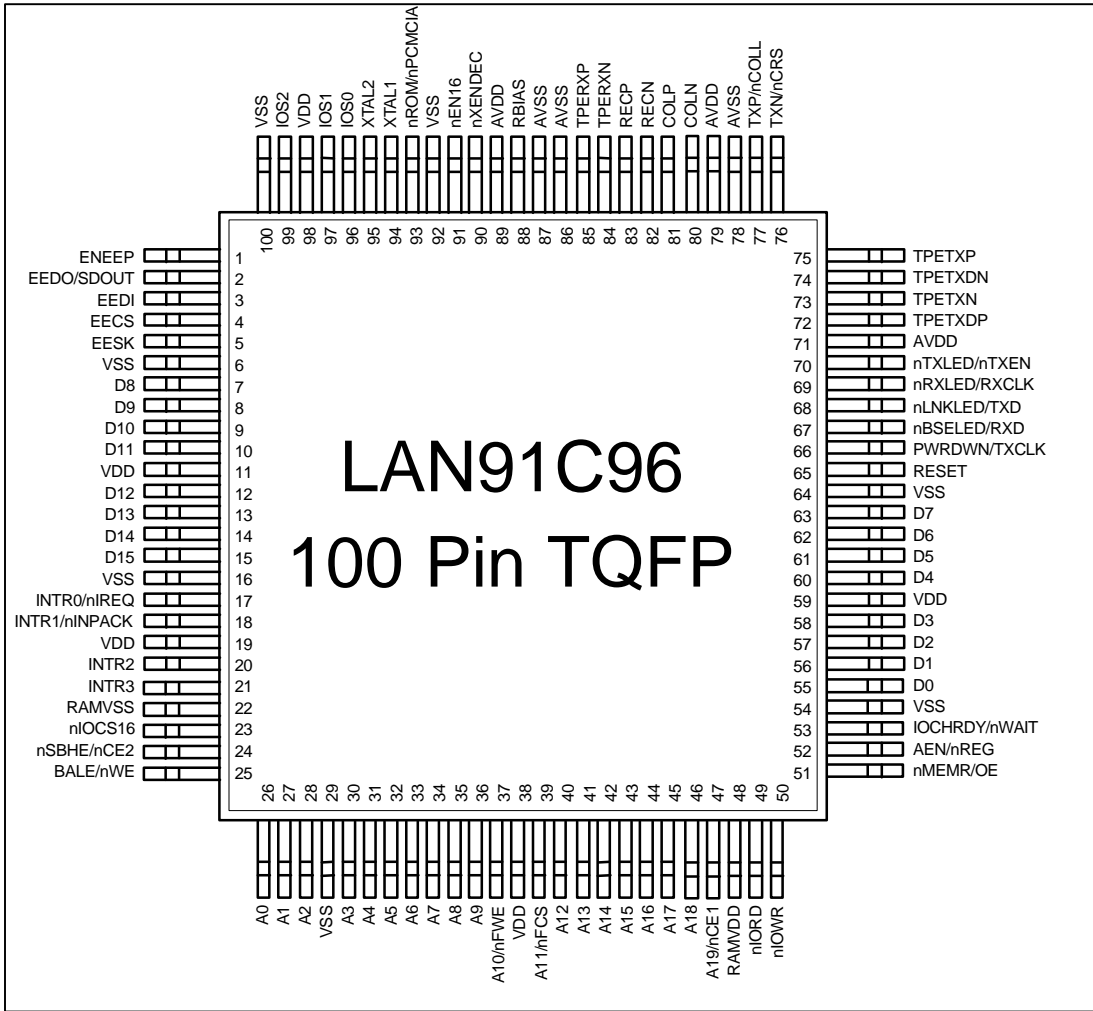 VSS
IOS2
VDD
IOS1
IOS0
XTAL2
XTAL1
nROM/nPCMCIA
VSS
nEN16
nXENDEC
AVDD
RBIAS
AVSS
AVSS
TPERXP
TPERXN
RECP
RECN
COLP
COLN
AVDD
AVSS
TXP/nCOLL
TXN/nCRS
100
99
98
97
96
95
94
93
92
91
90
89
88
87
86
85
84
83
82
81
80
79
78
77
76
ENEEP 1
EEDO/SDOUT 2
EEDI 3
EECS 4
EESK 5
VSS 6
D8 7
D9 8
D10 9
D11 10
VDD 11
D12 12
D13 13
D14 14
D15 15
VSS 16
INTR0/nIREQ 17
INTR1/nINPACK 18
VDD 19
INTR2 20
INTR3 21
RAMVSS 22
nIOCS16 23
nSBHE/nCE2 24
BALE/nWE 25
LAN91C96
100 Pin TQFP
75 TPETXP
74 TPETXDN
73 TPETXN
72 TPETXDP
71 AVDD
70 nTXLED/nTXEN
69 nRXLED/RXCLK
68 nLNKLED/TXD
67 nBSELED/RXD
66 PWRDWN/TXCLK
65 RESET
64 VSS
63 D7
62 D6
61 D5
60 D4
59 VDD
58 D3
57 D2
56 D1
55 D0
54 VSS
53 IOCHRDY/nWAIT
52 AEN/nREG
51 nMEMR/OE
26
27
28
29
30
31
32
33
34
35
36
37
38
39
40
41
42
43
44
45
46
47
48
49
50
A0
A1
A2
VSS
A3
A4
A5
A6
A7
A8
A9
A10/nFWE
VDD
A11/nFCS
A12
A13
A14
A15
A16
A17
A18
A19/nCE1
RAMVDD
nIORD
nIOWR